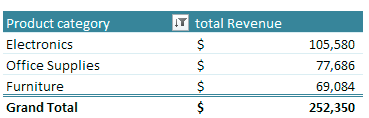 Product category total Revenue
Electronics $ 105,580
Office Supplies $ 77,686
Furniture $ 69,084
Grand Total $ 252,350